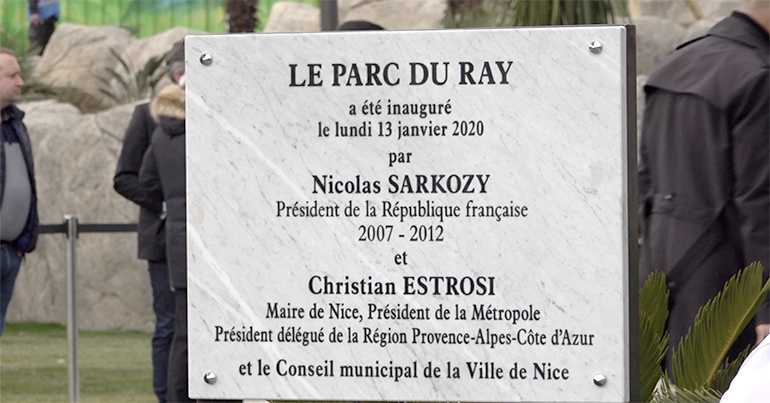 LE PARC DU RAY
a été inauguré
le lundi 13 janvier 2020
par
Nicolas SARKOZY
Président de la République française
2007 - 2012
et
Christian ESTROSI
Maire de Nice, Président de la Métropole
Président délégué de la Région Provence-Alpes-Côte d'Azur
et le Conseil municipal de la Ville de Nice